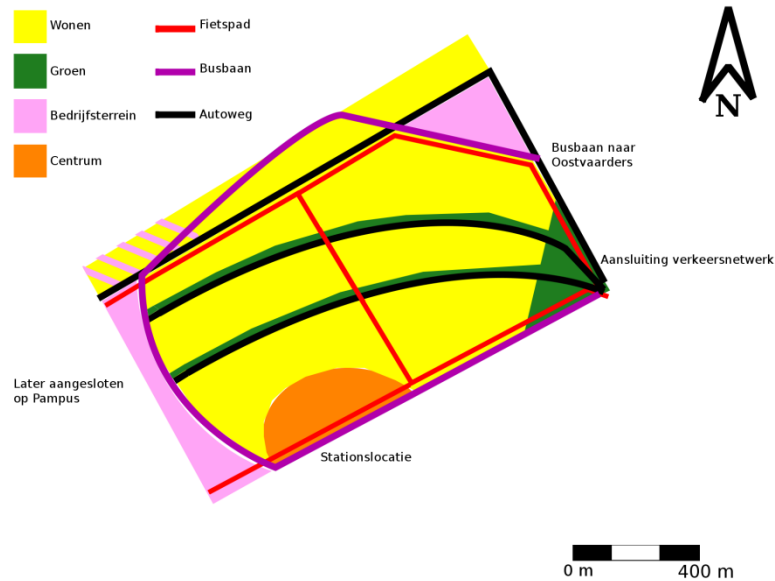 Wonen
Fietspad
Groen
Busbaan
Bedrijfsterrein
Autoweg
Centrum
N
Busbaan naar
Oostvaarders
Aansluiting verkeersnetwerk
Later aangesloten
op Pampus
Stationslocatie
0 m
400 m